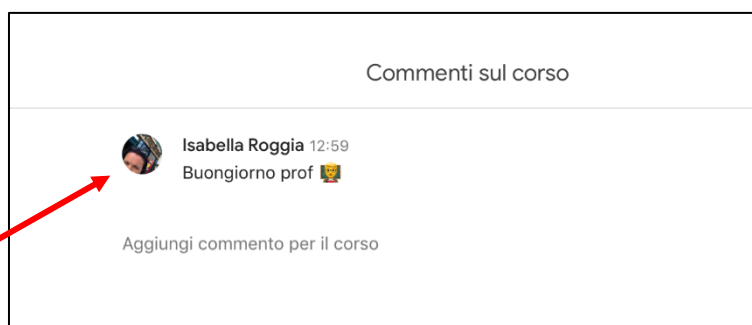 Commenti sul corso
Isabella Roggia 12:59
Buongiorno prof 👩‍🏫
Aggiungi commento per il corso